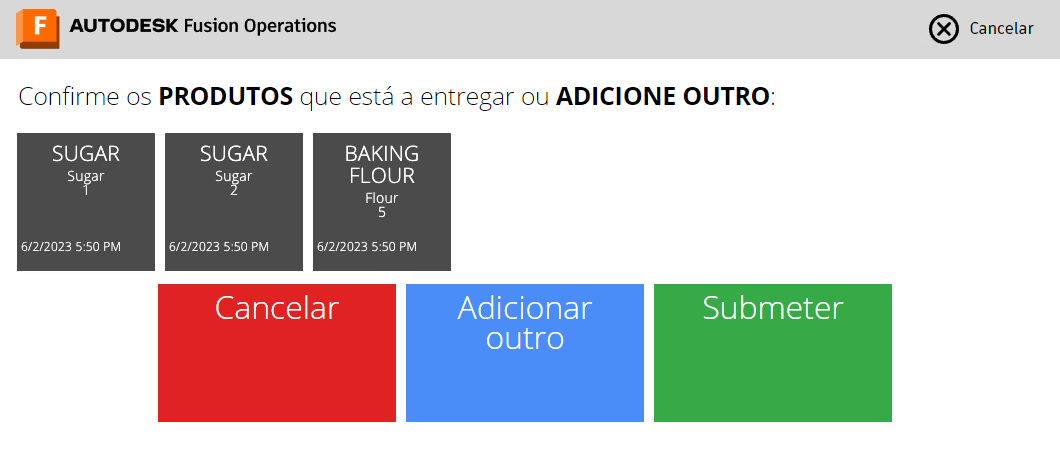 F AUTODESK Fusion Operations
Cancelar
Confirme os PRODUTOS que está a entregar ou ADICIONE OUTRO:
SUGAR
Sugar
1
6/2/2023 5:50 PM
SUGAR
Sugar
2
6/2/2023 5:50 PM
BAKING
FLOUR
Flour
5
6/2/2023 5:50 PM
Cancelar
Adicionar
outro
Submeter